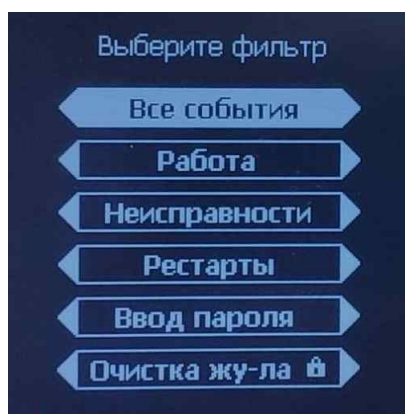 Выберите фильтр
Все события
Работа
Неисправности
Рестарты
Ввод пароля
Очистка жу-ла